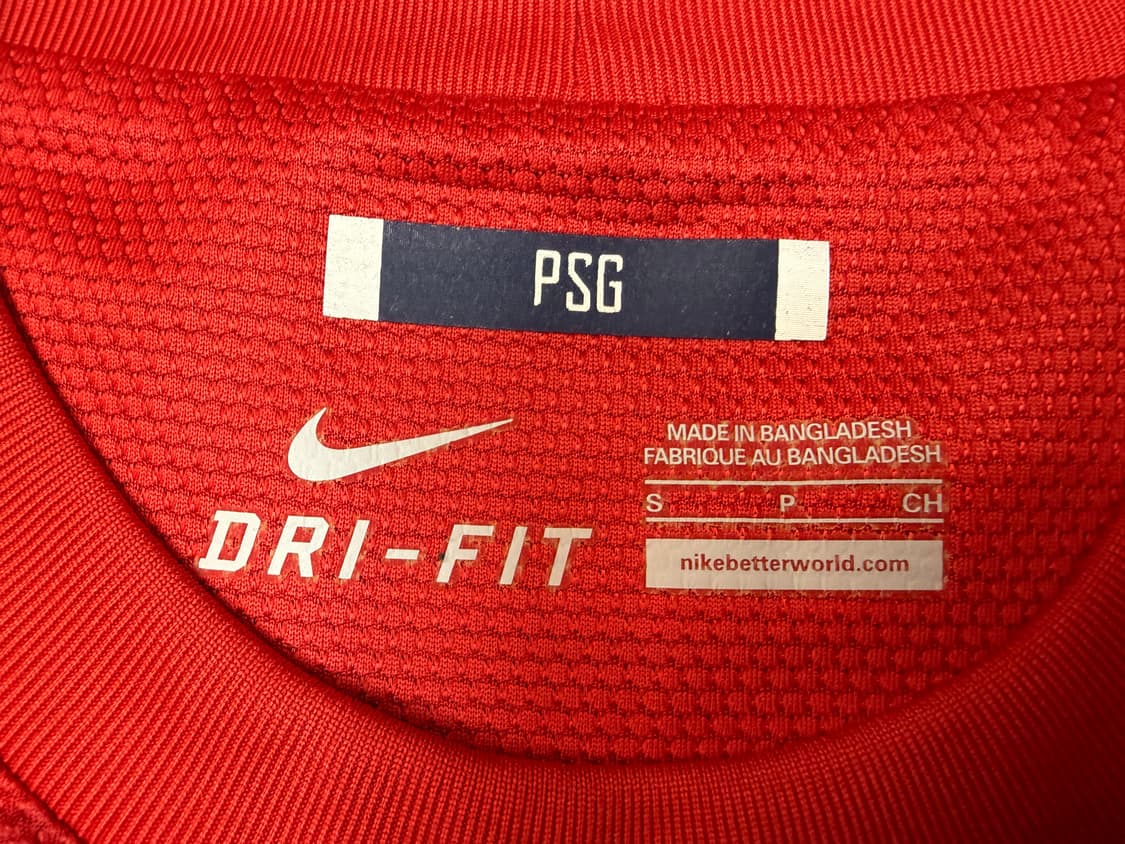 PSG
DRI-FIT
MADE IN BANGLADESH
FABRIQUE AU BANGLADESH
S P CH
nikebetterworld.com